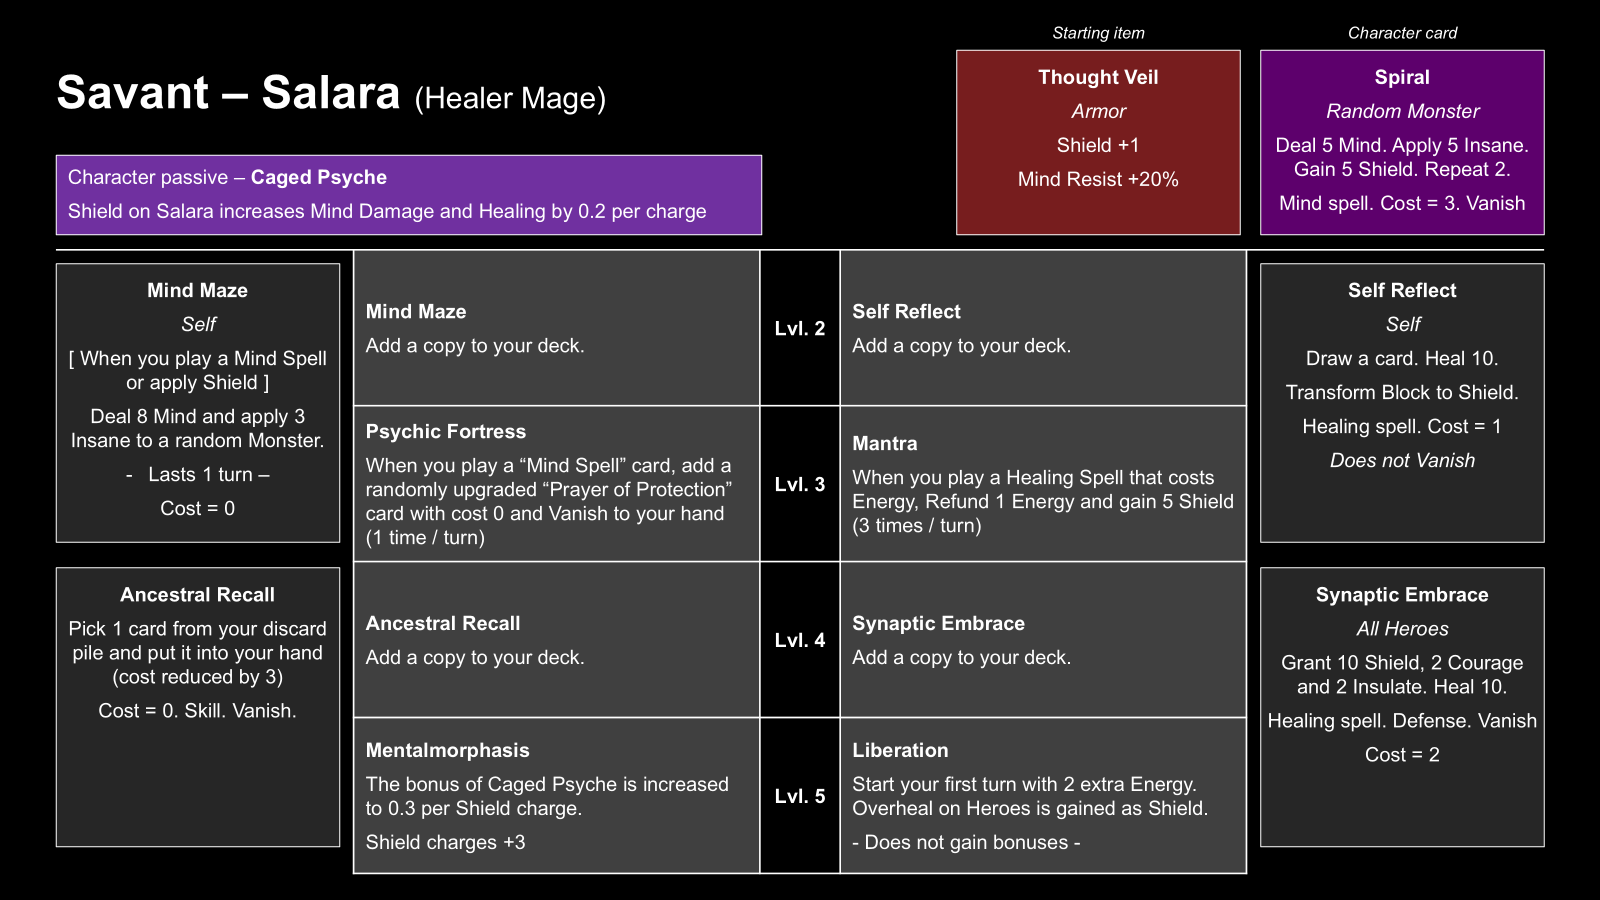 Starting item
Character card
Savant – Salara (Healer Mage)
Thought Veil
Armor
Shield +1
Mind Resist +20%
Spiral
Random Monster
Deal 5 Mind. Apply 5 Insane.
Gain 5 Shield. Repeat 2.
Mind spell. Cost = 3. Vanish
Character passive – Caged Psyche
Shield on Salara increases Mind Damage and Healing by 0.2 per charge
Mind Maze
Self
[ When you play a Mind Spell
or apply Shield ]
Deal 8 Mind and apply 3
Insane to a random Monster.
- Lasts 1 turn –
Cost = 0
Mind Maze
Add a copy to your deck.
Lvl. 2
Self Reflect
Add a copy to your deck.
Self Reflect
Self
Draw a card. Heal 10.
Transform Block to Shield.
Healing spell. Cost = 1
Does not Vanish
Psychic Fortress
When you play a “Mind Spell” card, add a
randomly upgraded “Prayer of Protection”
card with cost 0 and Vanish to your hand
(1 time / turn)
Lvl. 3
Mantra
When you play a Healing Spell that costs
Energy, Refund 1 Energy and gain 5 Shield
(3 times / turn)
Ancestral Recall
Pick 1 card from your discard
pile and put it into your hand
(cost reduced by 3)
Cost = 0. Skill. Vanish.
Ancestral Recall
Add a copy to your deck.
Lvl. 4
Synaptic Embrace
Add a copy to your deck.
Synaptic Embrace
All Heroes
Grant 10 Shield, 2 Courage
and 2 Insulate. Heal 10.
Healing spell. Defense. Vanish
Cost = 2
Mentalmorphasis
The bonus of Caged Psyche is increased
to 0.3 per Shield charge.
Shield charges +3
Lvl. 5
Liberation
Start your first turn with 2 extra Energy.
Overheal on Heroes is gained as Shield.
- Does not gain bonuses -